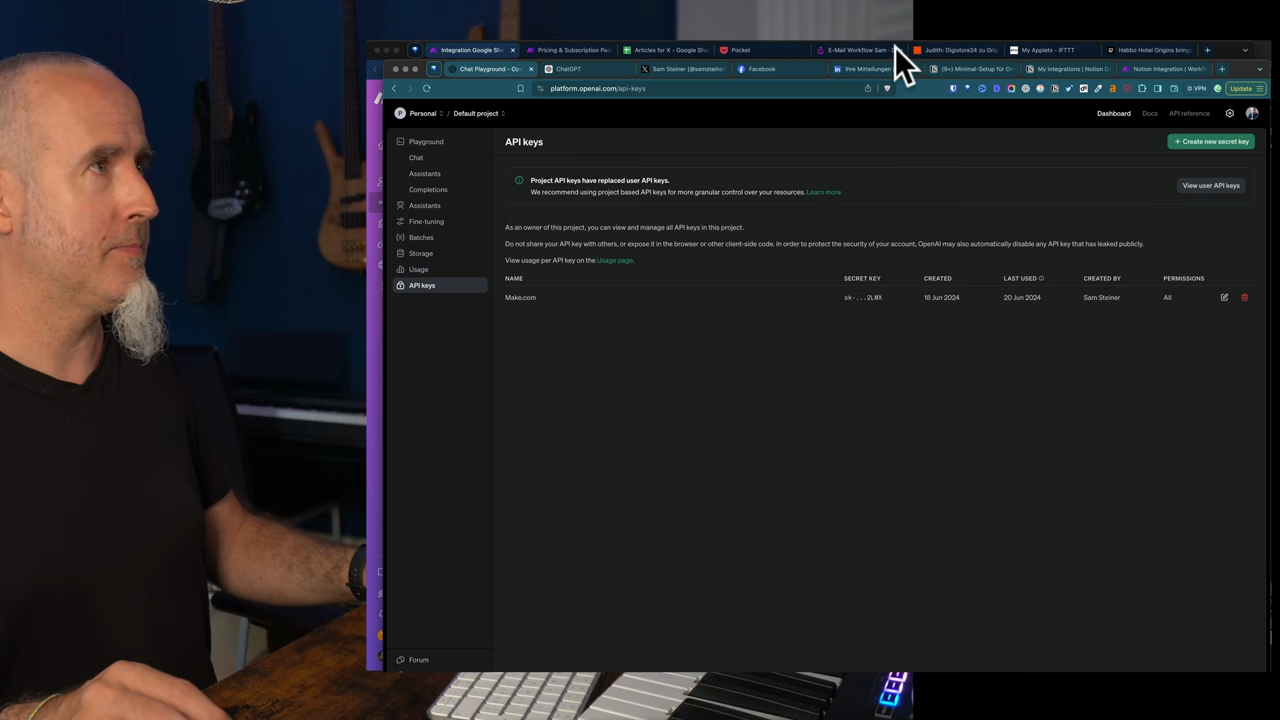 Integration Google She
Pricing & Subscription Pac
Articles for X - Google She
Pocket
E-Mail Workflow Sam -
Judith: Digistore24 zu Drip
My Applets - IFTTT
Habbo Hotel Origins bring
Chat Playground - Ope
ChatGPT
Sam Steiner (@samsteine
Facebook
Ihre Mitteilungen
(9+) Minimal-Setup für O
My integrations | Notion D
Notion Integration | Workf
platform.openai.com/api-keys
VPN
Update
P Personal / Default project
Dashboard
Docs
API reference
Playground
Chat
Assistants
Completions
Assistants
Fine-tuning
Batches
Storage
Usage
API keys
Forum
API keys
+ Create new secret key
Project API keys have replaced user API keys.
We recommend using project based API keys for more granular control over your resources. Learn more
View user API keys
As an owner of this project, you can view and manage all API keys in this project.
Do not share your API key with others, or expose it in the browser or other client-side code. In order to protect the security of your account, OpenAI may also automatically disable any API key that has leaked publicly.
View usage per API key on the Usage page.
NAME SECRET KEY CREATED LAST USED CREATED BY PERMISSIONS
Make.com sk-...2LMX 18 Jun 2024 20 Jun 2024 Sam Steiner All